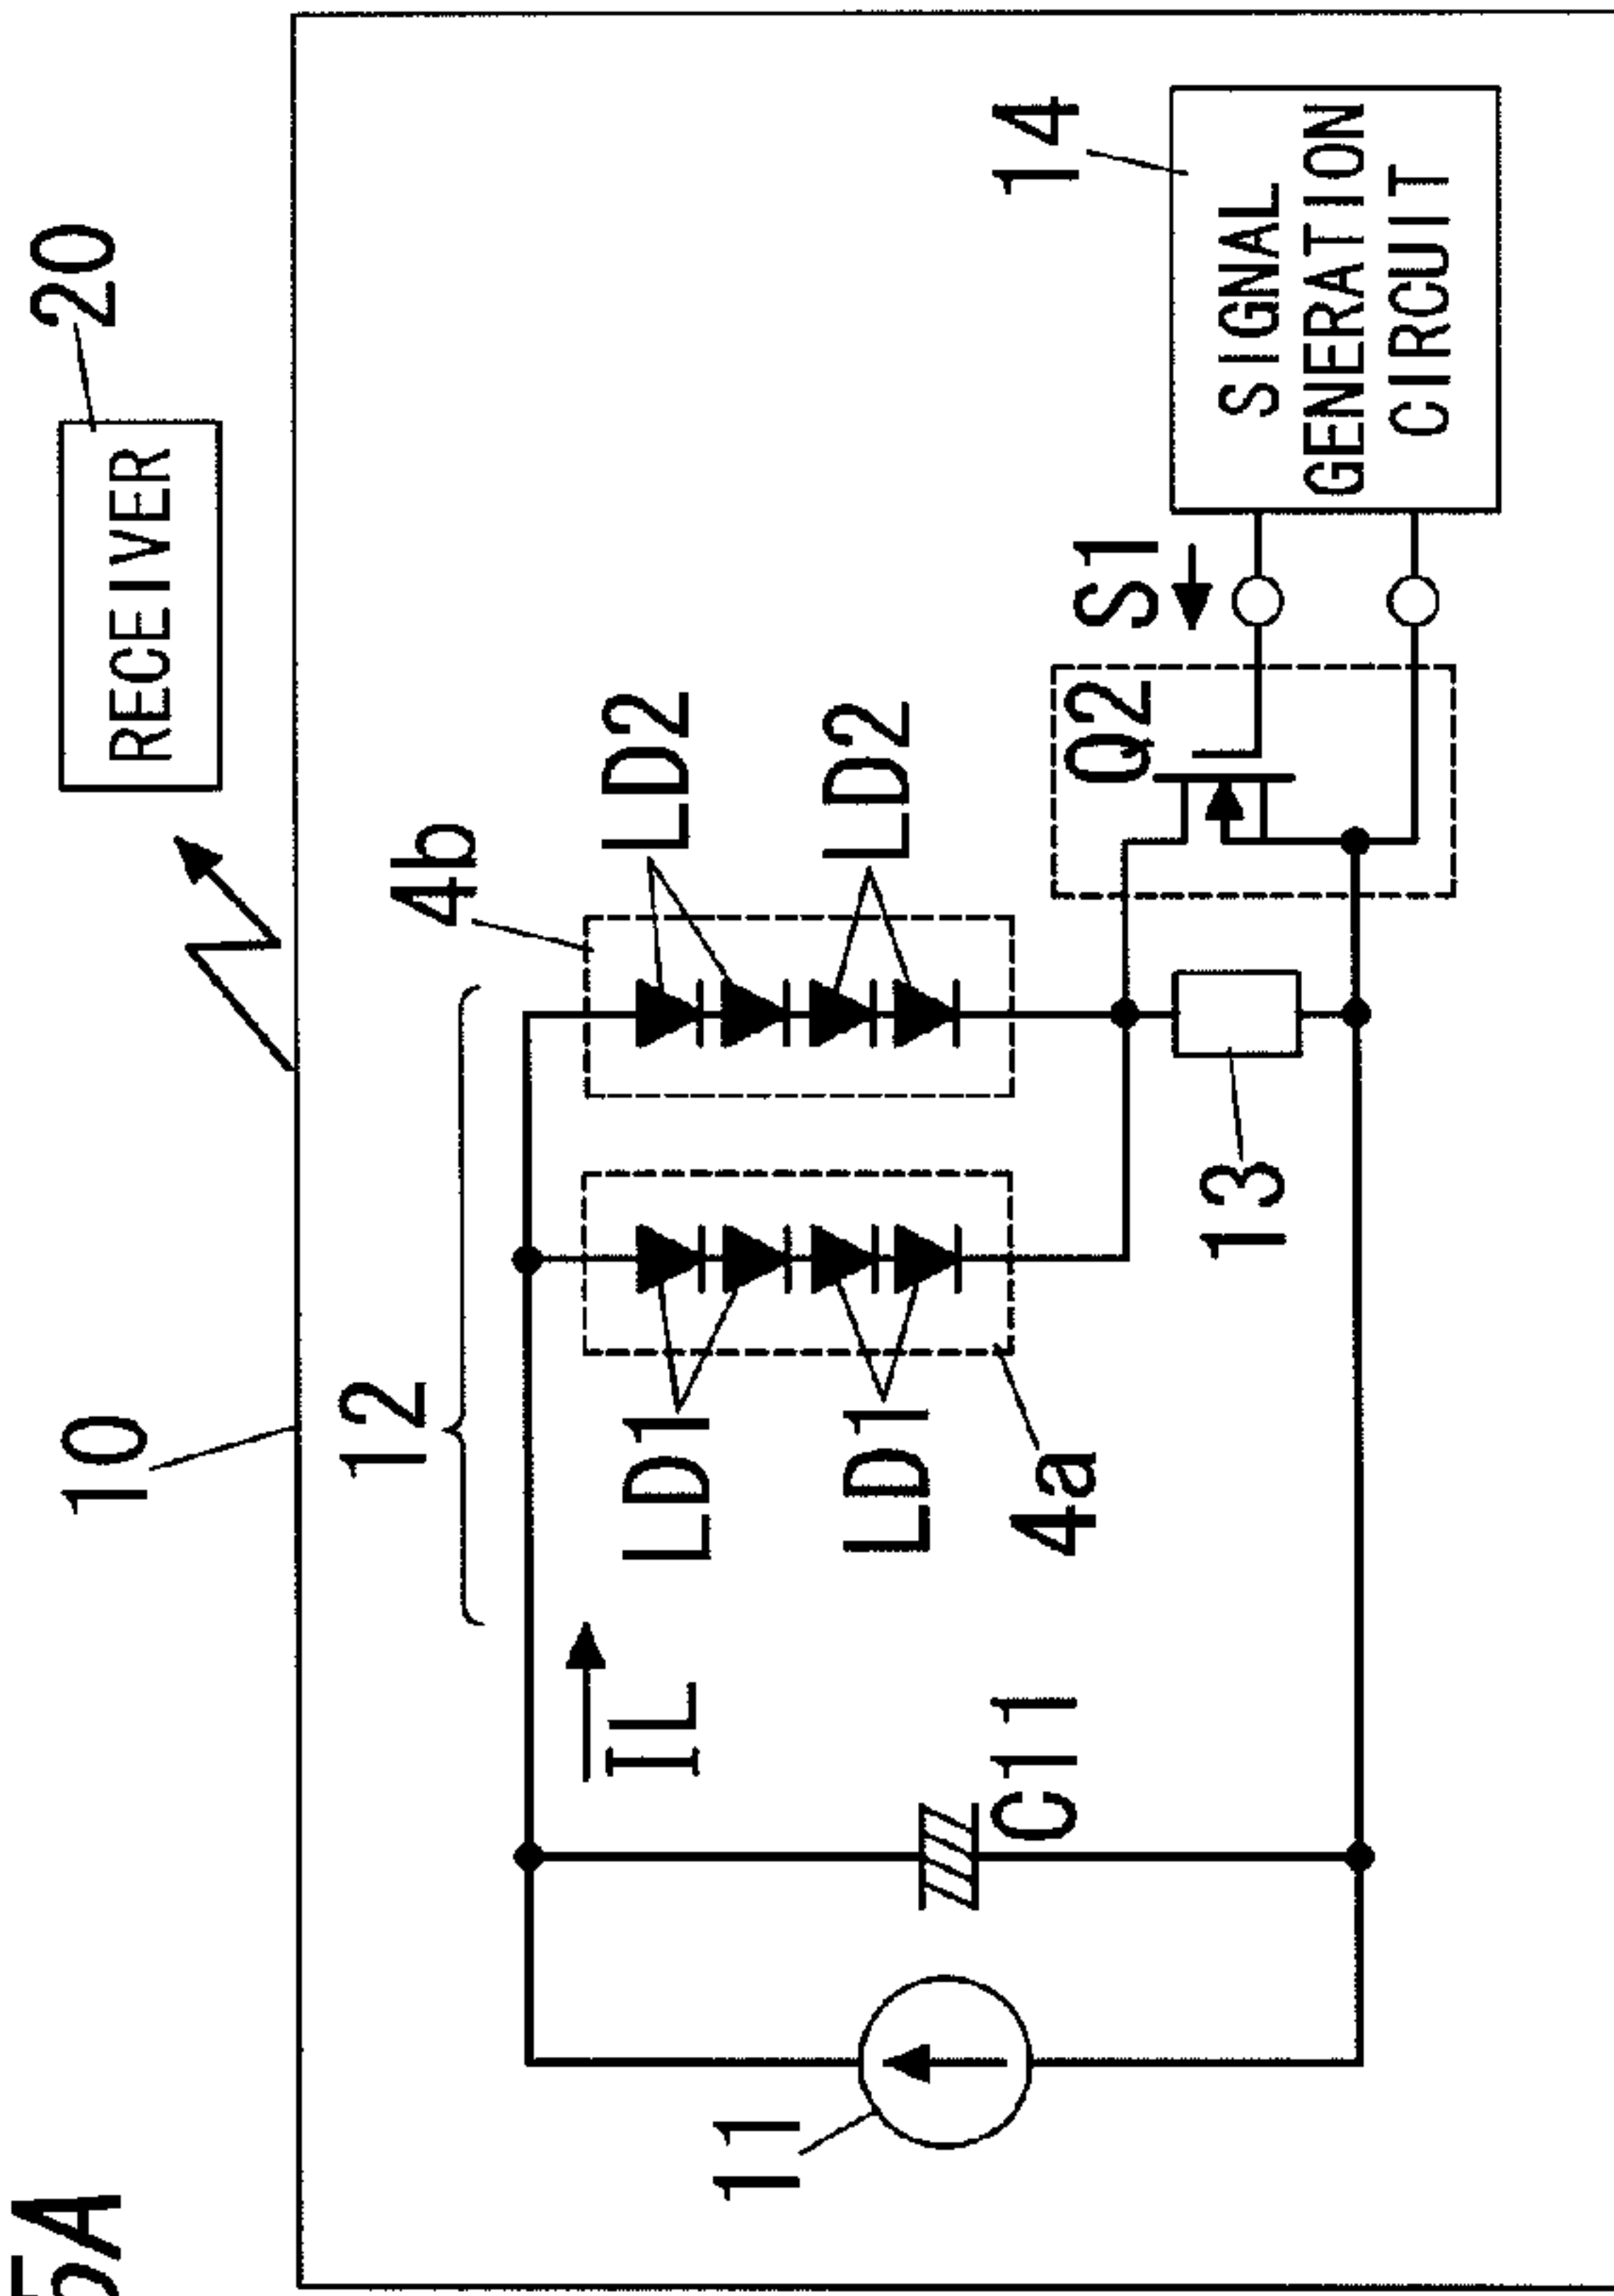 5A
10
20
RECEIVER
12
4b
11
IL
LD1
LD2
LD1
LD2
4a
C11
13
Q2
S1
14
SIGNAL
GENERATION
CIRCUIT